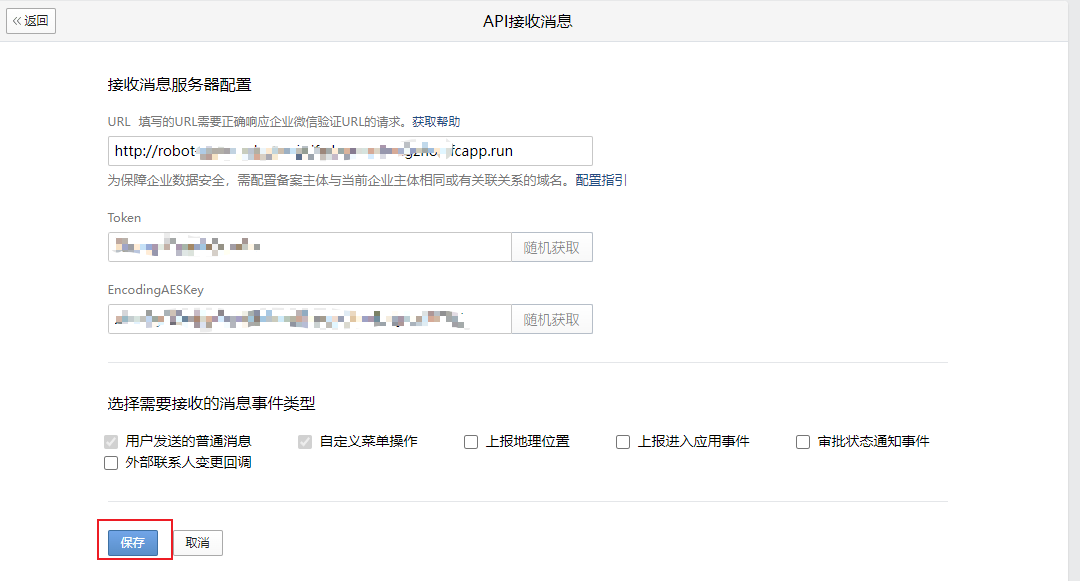 返回
API接收消息
接收消息服务器配置
URL 填写的URL需要正确响应企业微信验证URL的请求。获取帮助
http://robot fcapp.run
为保障企业数据安全，需配置备案主体与当前企业主体相同或有关联关系的域名。配置指引
Token
随机获取
EncodingAESKey
随机获取
选择需要接收的消息事件类型
用户发送的普通消息 自定义菜单操作 上报地理位置 上报进入应用事件 审批状态通知事件
外部联系人变更回调
保存 取消